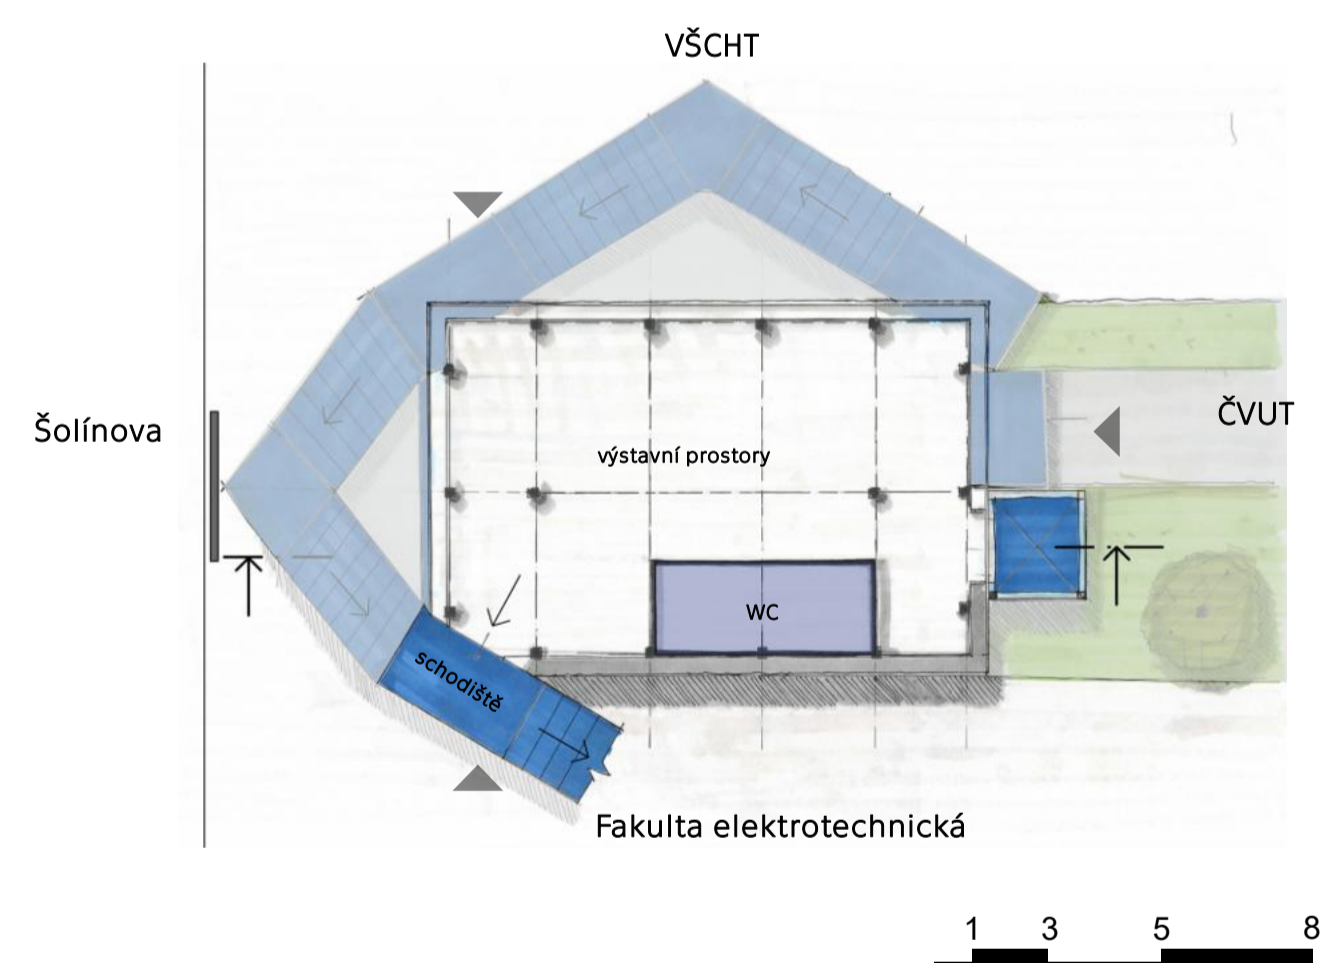 VŠCHT
Šolínova
ČVUT
výstavní prostory
WC
schodiště
Fakulta elektrotechnická
1 3 5 8